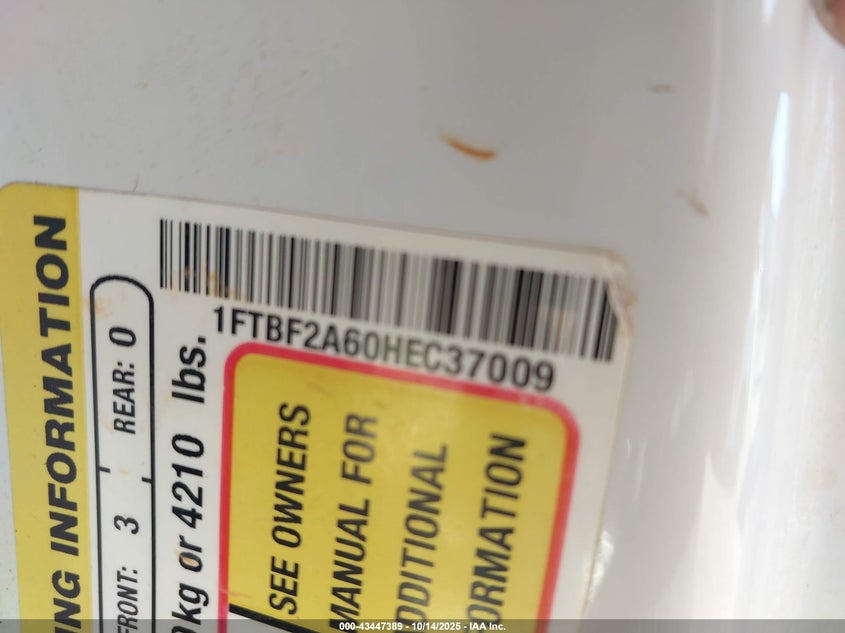 1FTBF2A60HEC37009
NG INFORMATION
FRONT: 3 REAR: 0
kg or 4210 lbs.
SEE OWNERS
MANUAL FOR
DDITIONAL
ORMATION
000-43447389 - 10/14/2025 - IAA Inc.